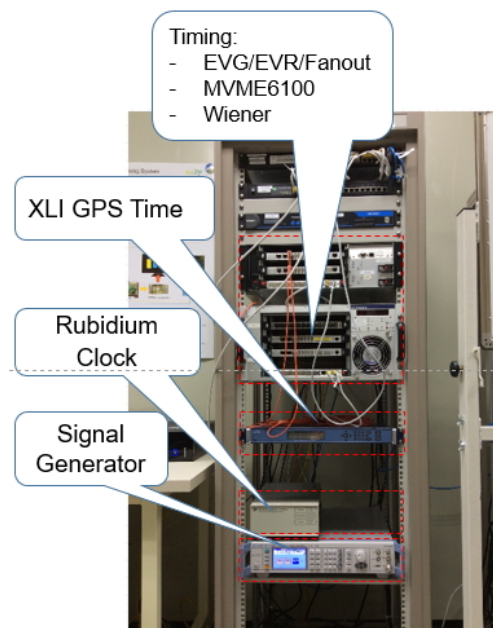 Timing:
- EVG/EVR/Fanout
- MVME6100
- Wiener
XLI GPS Time
Rubidium
Clock
Signal
Generator